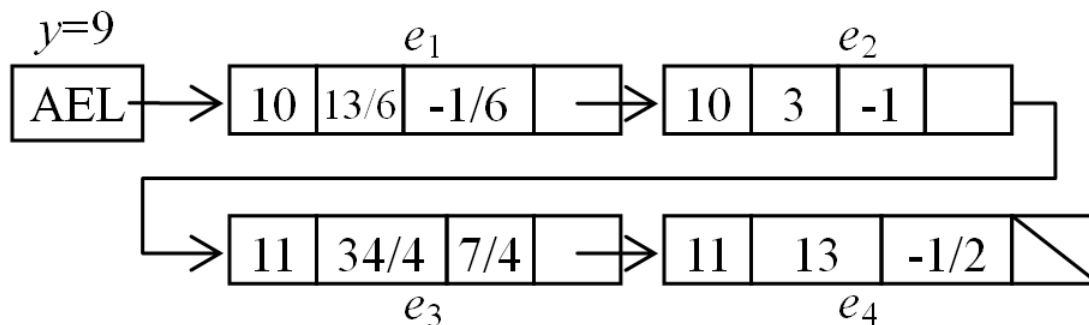 y=9 e₁ e₂
AEL 10 13/6 -1/6 10 3 -1
11 34/4 7/4 11 13 -1/2
e₃ e₄